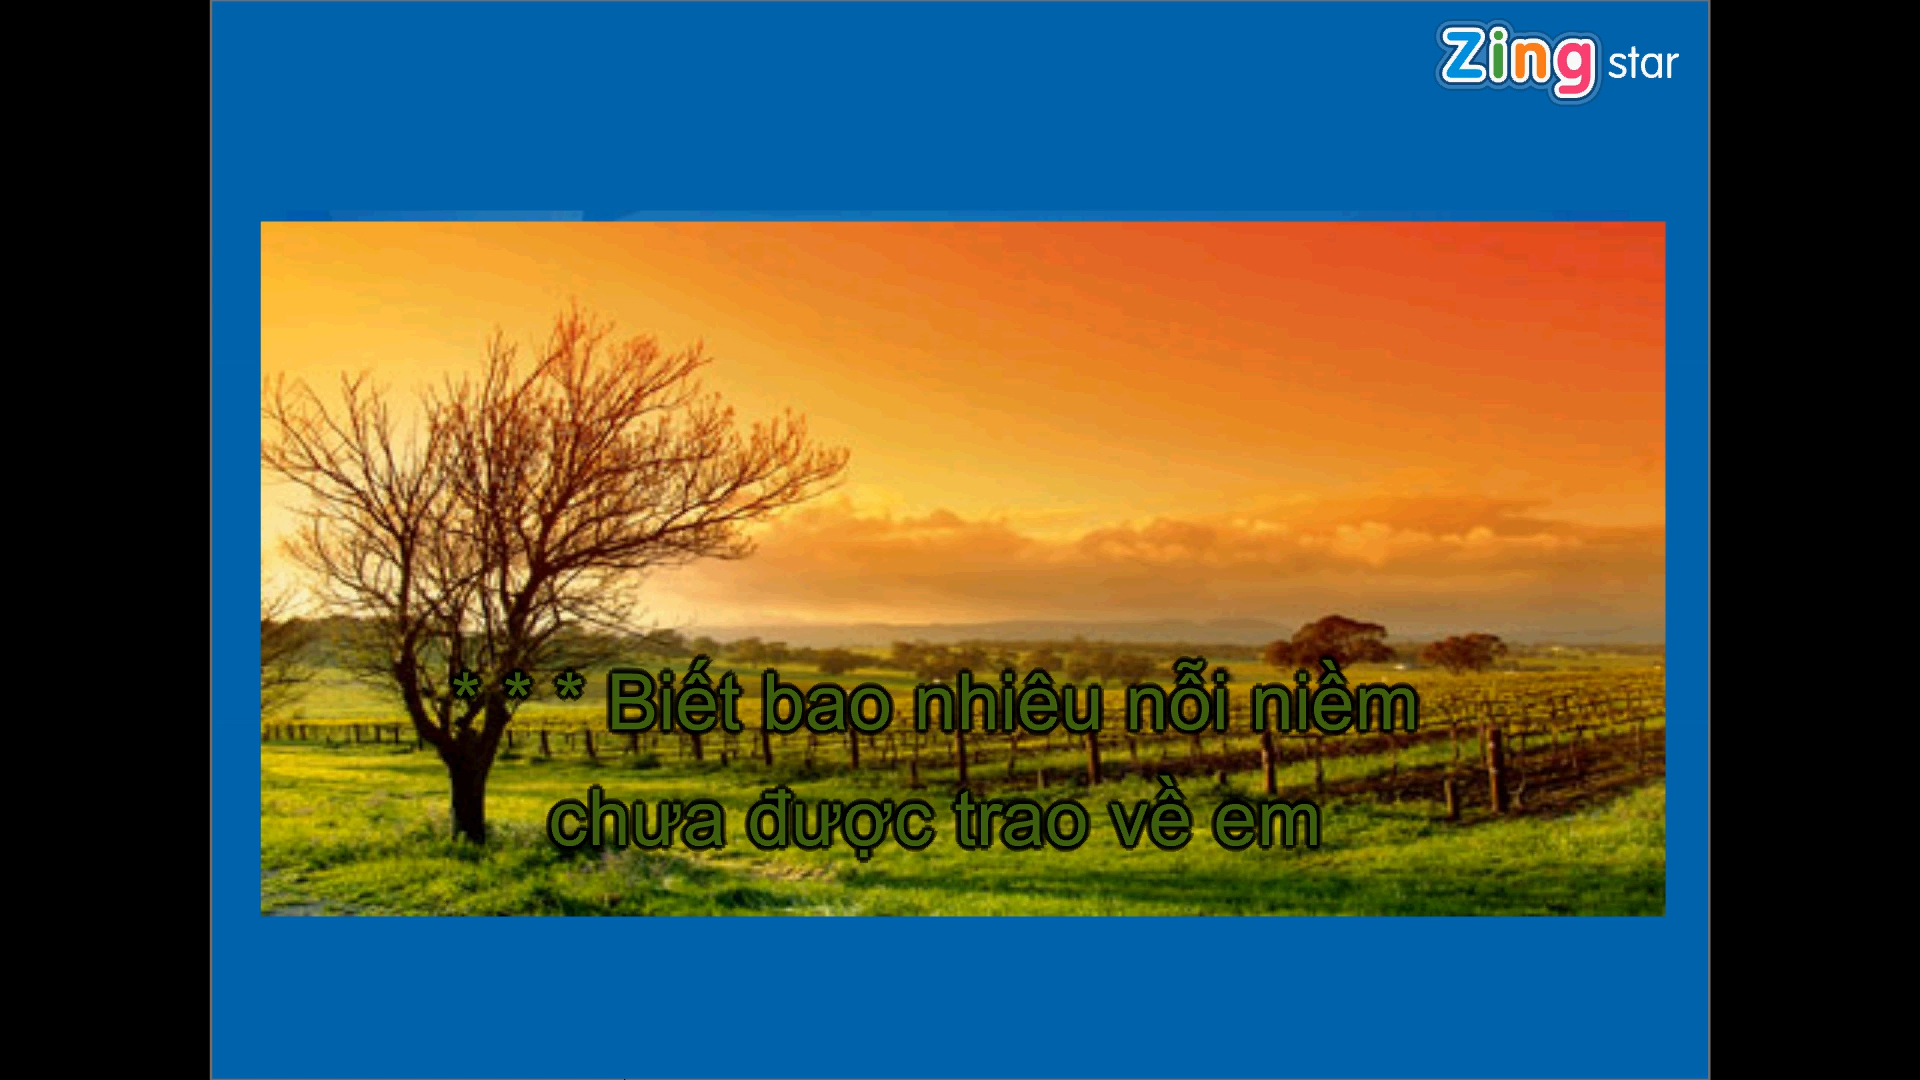 Zing star
* * * Biết bao nhiêu nỗi niềm
chưa được trao về em